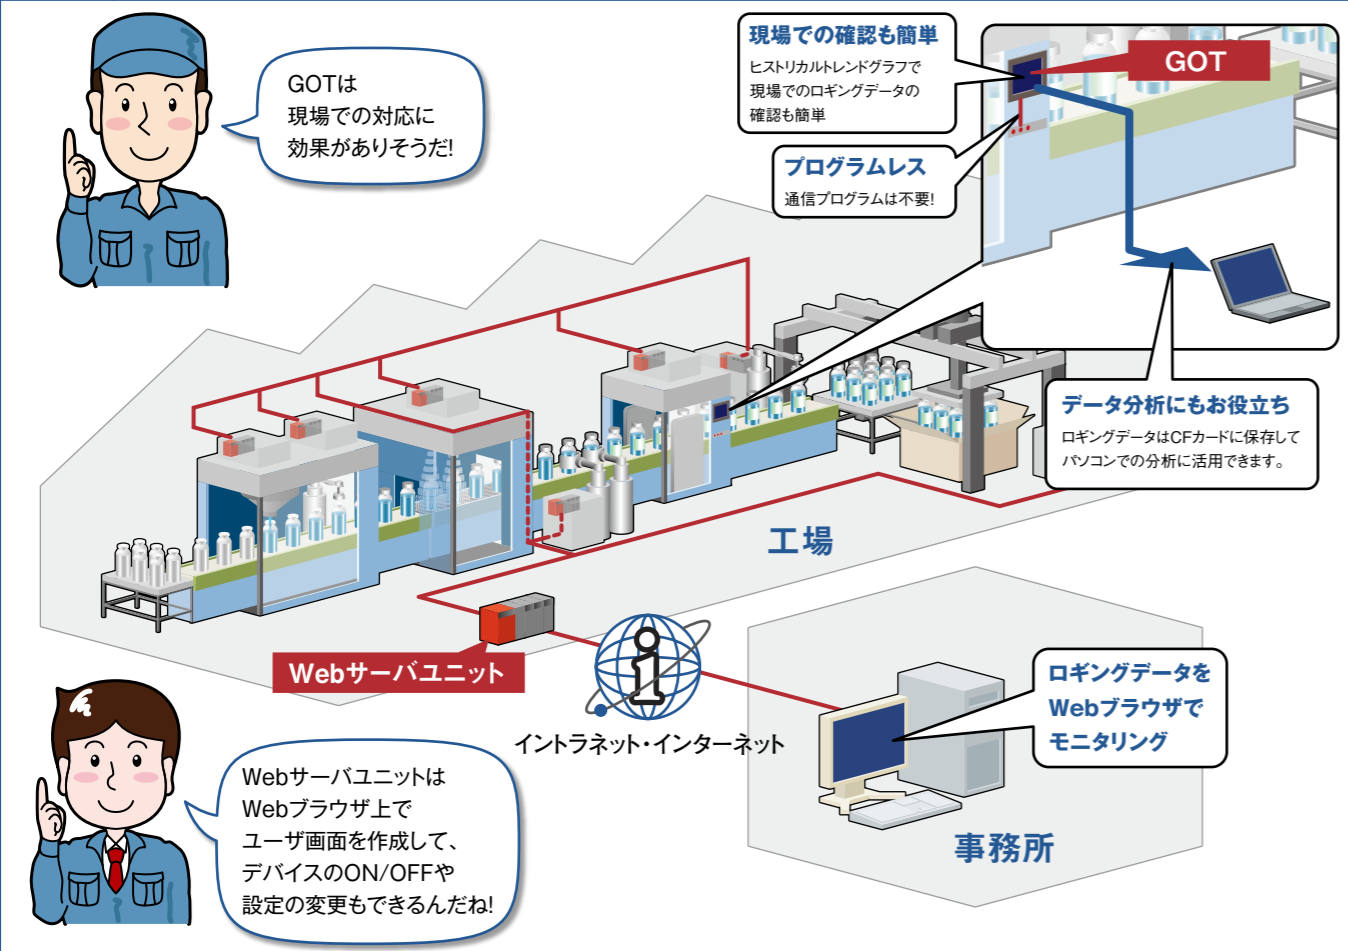 GOTは
現場での対応に
効果がありそうだ!
現場での確認も簡単
ヒストリカルトレンドグラフで
現場でのロギングデータの
確認も簡単
GOT
プログラムレス
通信プログラムは不要!
データ分析にもお役立ち
ロギングデータはCFカードに保存して
パソコンでの分析に活用できます。
工場
Webサーバユニット
イントラネット・インターネット
ロギングデータを
Webブラウザで
モニタリング
事務所
Webサーバユニットは
Webブラウザ上で
ユーザ画面を作成して、
デバイスのON/OFFや
設定の変更もできるんだね!